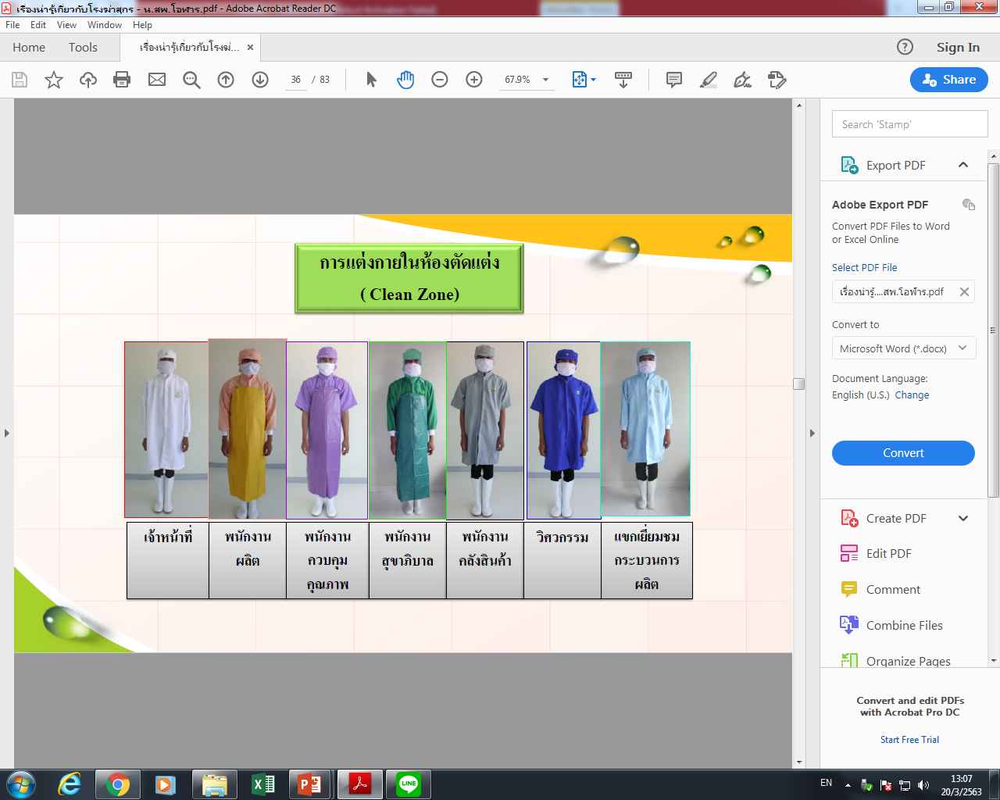 เรื่องน่ารู้เกี่ยวกับโรงฆ่าสุกร - น.สพ.โอฬาร.pdf - Adobe Acrobat Reader DC
File Edit View Window Help
Home Tools เรื่องน่ารู้เกี่ยวกับโรงฆ่... × Sign In
36 / 83 67.9% Share
Search 'Stamp'
Export PDF
Adobe Export PDF
Convert PDF Files to Word
or Excel Online
Select PDF File
เรื่องน่ารู้....สพ.โอฬาร.pdf
Convert to
Microsoft Word (*.docx)
Document Language:
English (U.S.) Change
Convert
Create PDF
Edit PDF
Comment
Combine Files
Organize Pages
Convert and edit PDFs
with Acrobat Pro DC
Start Free Trial
การแต่งกายในห้องตัดแต่ง
( Clean Zone)
เจ้าหน้าที่
พนักงาน
ผลิต
พนักงาน
ควบคุม
คุณภาพ
พนักงาน
สุขาภิบาล
พนักงาน
คลังสินค้า
วิศวกรรม
แขกเยี่ยมชม
กระบวนการ
ผลิต
LINE
EN
13:07
20/3/2563